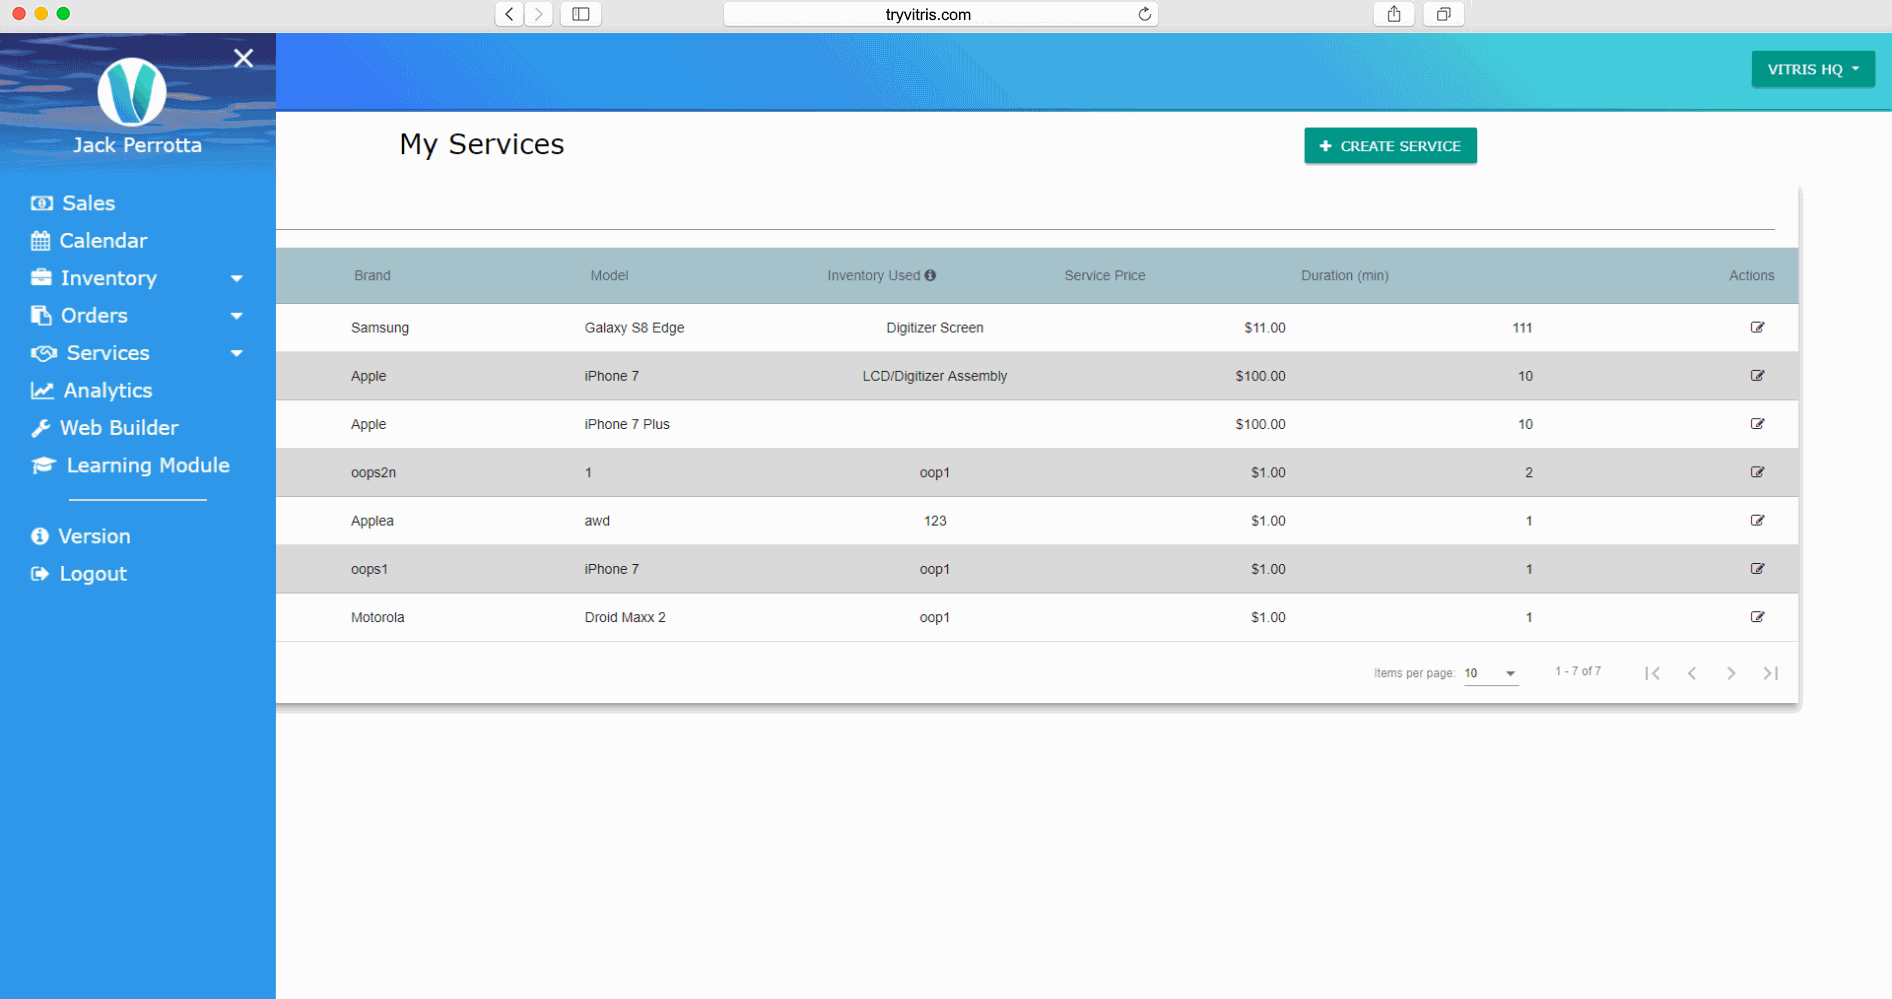 tryvitris.com
VITRIS HQ
Jack Perrotta
My Services
CREATE SERVICE
Sales
Calendar
Inventory
Orders
Services
Analytics
Web Builder
Learning Module
Version
Logout
Brand Model Inventory Used Service Price Duration (min) Actions
Samsung Galaxy S8 Edge Digitizer Screen $11.00 111
Apple iPhone 7 LCD/Digitizer Assembly $100.00 10
Apple iPhone 7 Plus $100.00 10
oops2n 1 oop1 $1.00 2
Applea awd 123 $1.00 1
oops1 iPhone 7 oop1 $1.00 1
Motorola Droid Maxx 2 oop1 $1.00 1
Items per page: 10 1 - 7 of 7